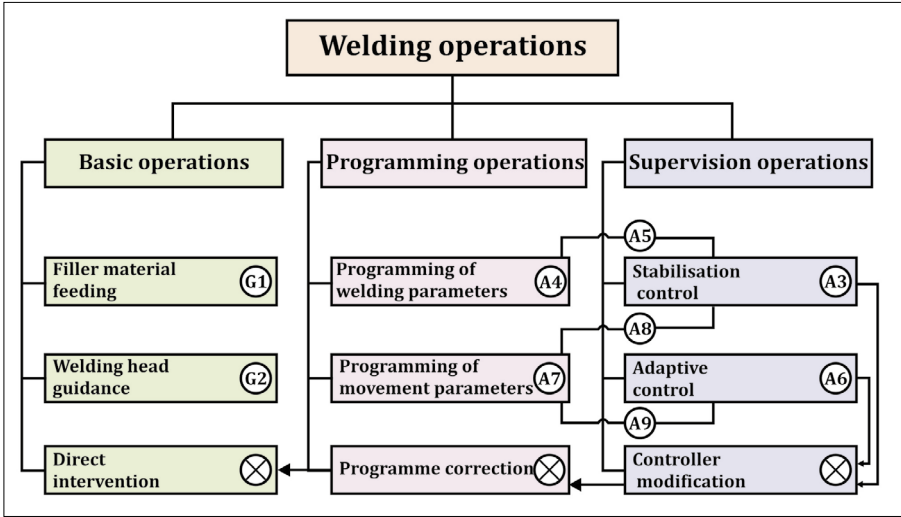 Welding operations
Basic operations
Programming operations
Supervision operations
A5
Filler material
feeding
G1
Programming of
welding parameters
A4
Stabilisation
control
A3
A8
Welding head
guidance
G2
Programming of
movement parameters
A7
Adaptive
control
A6
A9
Direct
intervention
Programme correction
Controller
modification